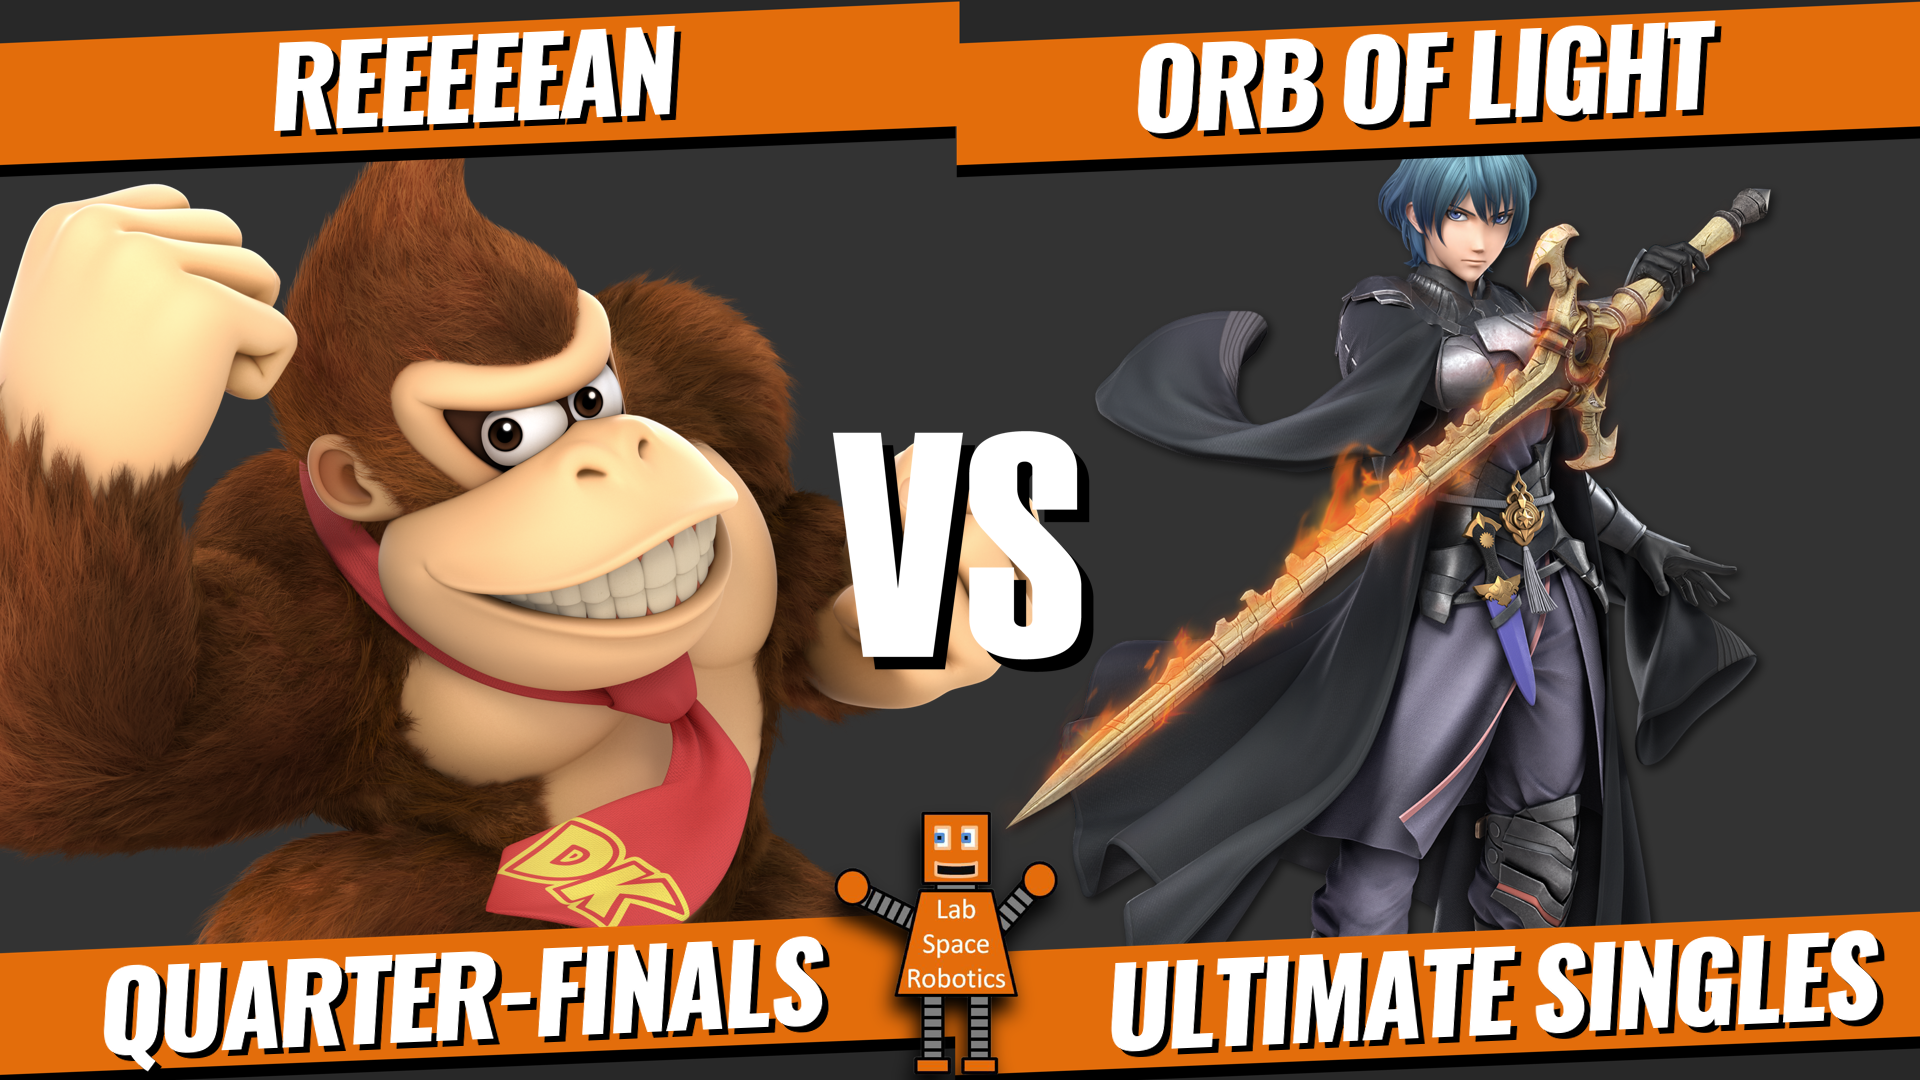 REEEEEAN
ORB OF LIGHT
VS
DK
Lab
Space
Robotics
QUARTER-FINALS
ULTIMATE SINGLES